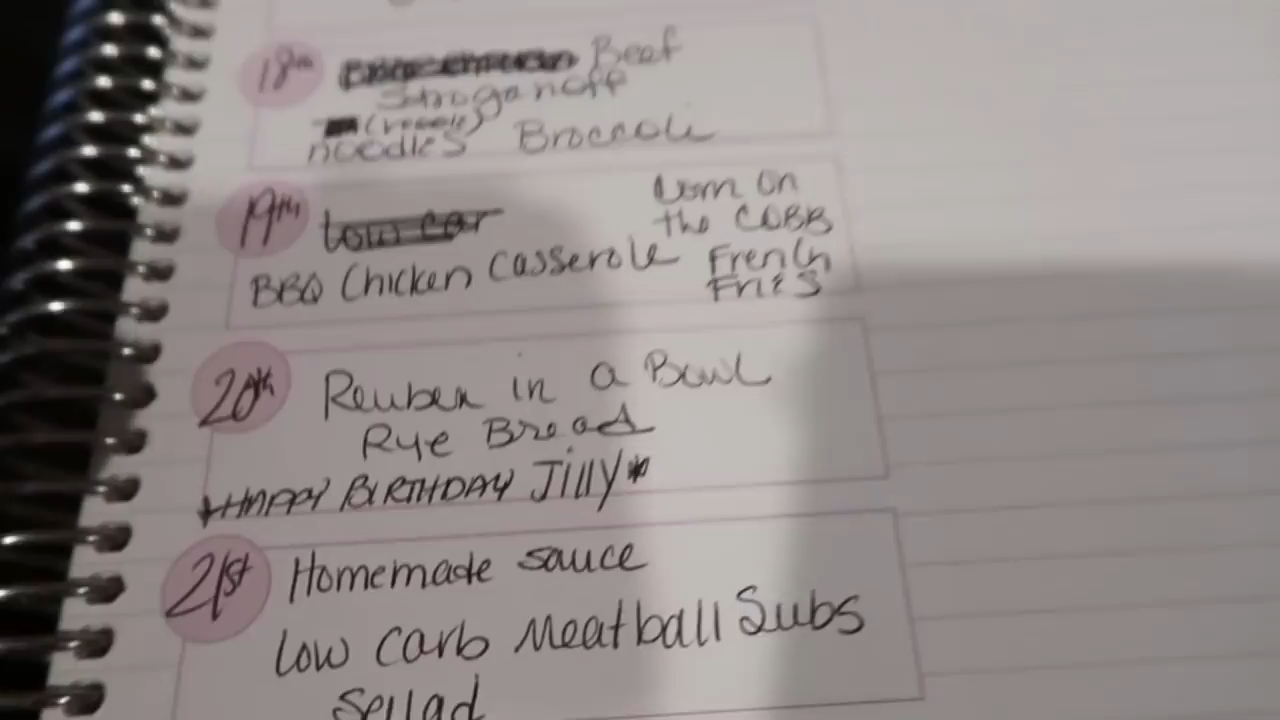 18th Beef
Stroganoff
noodles Broccoli
19th Corn On
the COBB
BBQ Chicken Casserole French
Fries
20th Reuben in a Bowl
Rye Bread
*HAPPY BIRTHDAY Jilly*
21st Homemade sauce
Low carb Meatball Subs
Sallad